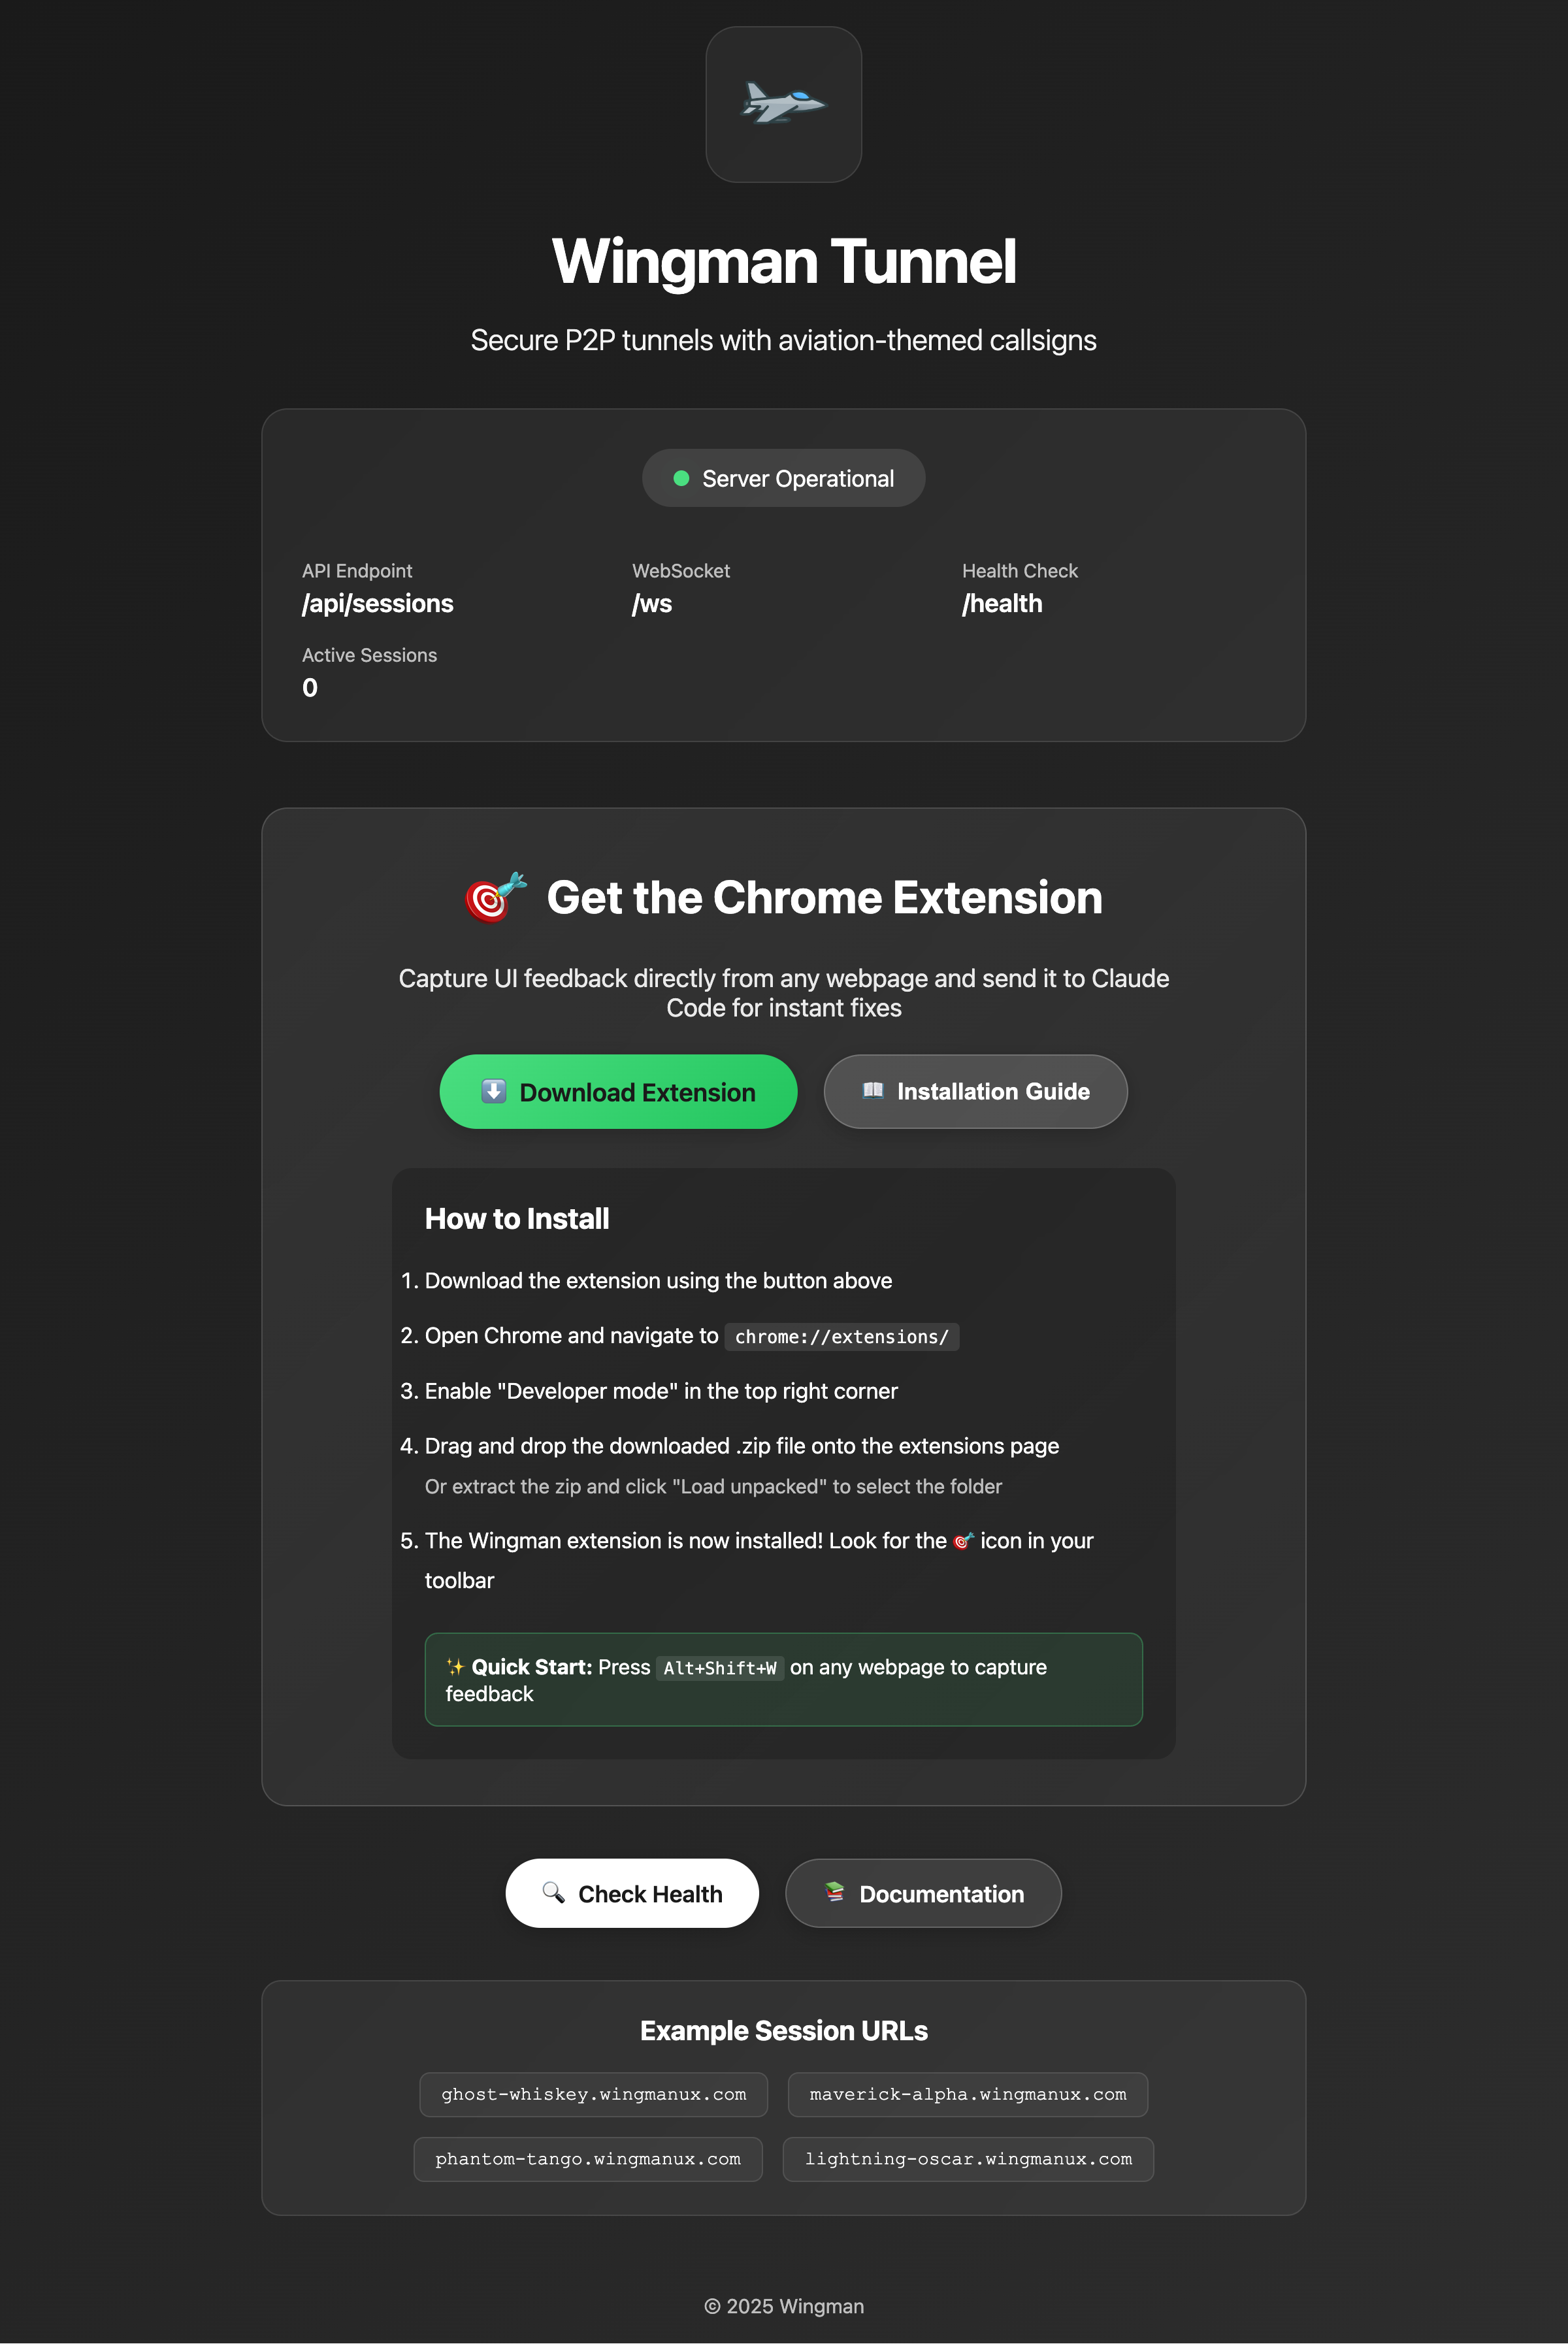 Wingman Tunnel
Secure P2P tunnels with aviation-themed callsigns
Server Operational
API Endpoint
/api/sessions
WebSocket
/ws
Health Check
/health
Active Sessions
0
Get the Chrome Extension
Capture UI feedback directly from any webpage and send it to Claude
Code for instant fixes
Download Extension
Installation Guide
How to Install
1. Download the extension using the button above
2. Open Chrome and navigate to chrome://extensions/
3. Enable "Developer mode" in the top right corner
4. Drag and drop the downloaded .zip file onto the extensions page
Or extract the zip and click "Load unpacked" to select the folder
5. The Wingman extension is now installed! Look for the 🎯 icon in your
toolbar
✨ Quick Start: Press Alt+Shift+W on any webpage to capture
feedback
Check Health
Documentation
Example Session URLs
ghost-whiskey.wingmanux.com
maverick-alpha.wingmanux.com
phantom-tango.wingmanux.com
lightning-oscar.wingmanux.com
© 2025 Wingman